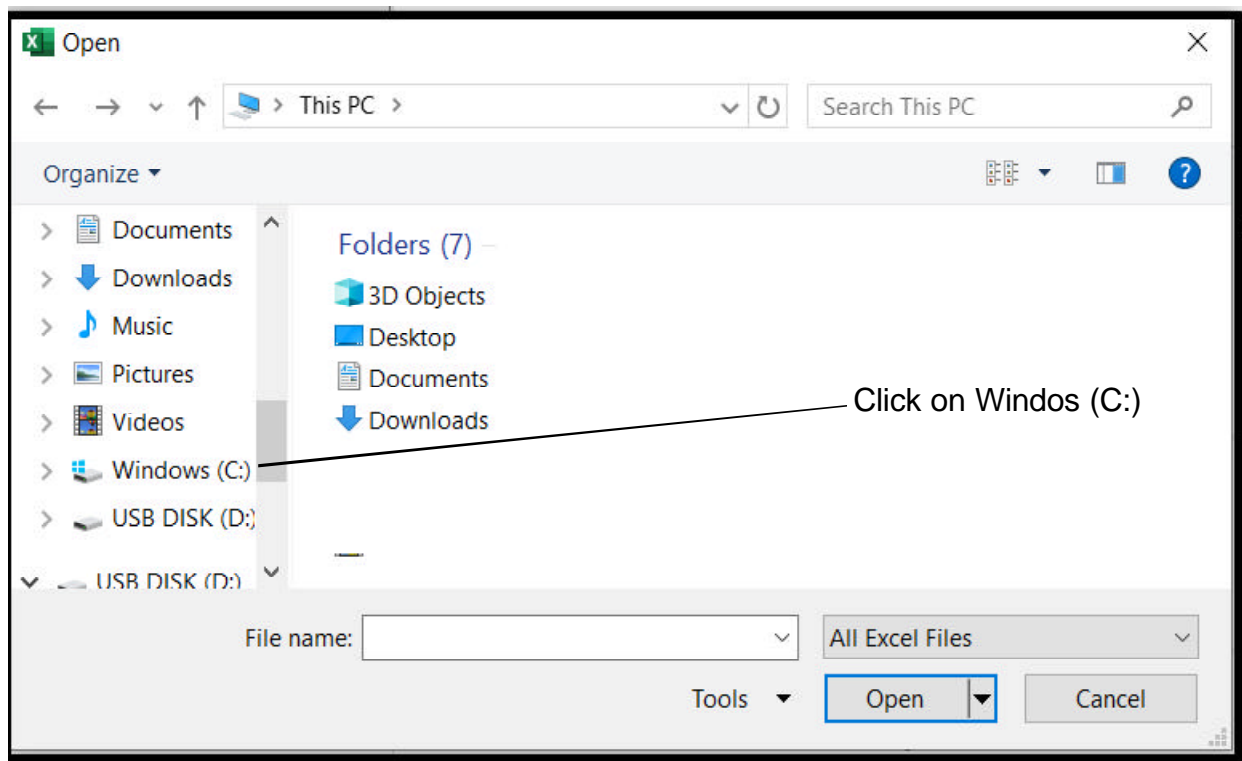 Open
This PC
Search This PC
Organize
Documents
Downloads
Music
Pictures
Videos
Windows (C:)
USB DISK (D:)
USB DISK (D:)
Folders (7)
3D Objects
Desktop
Documents
Downloads
Click on Windos (C:)
File name:
All Excel Files
Tools
Open
Cancel